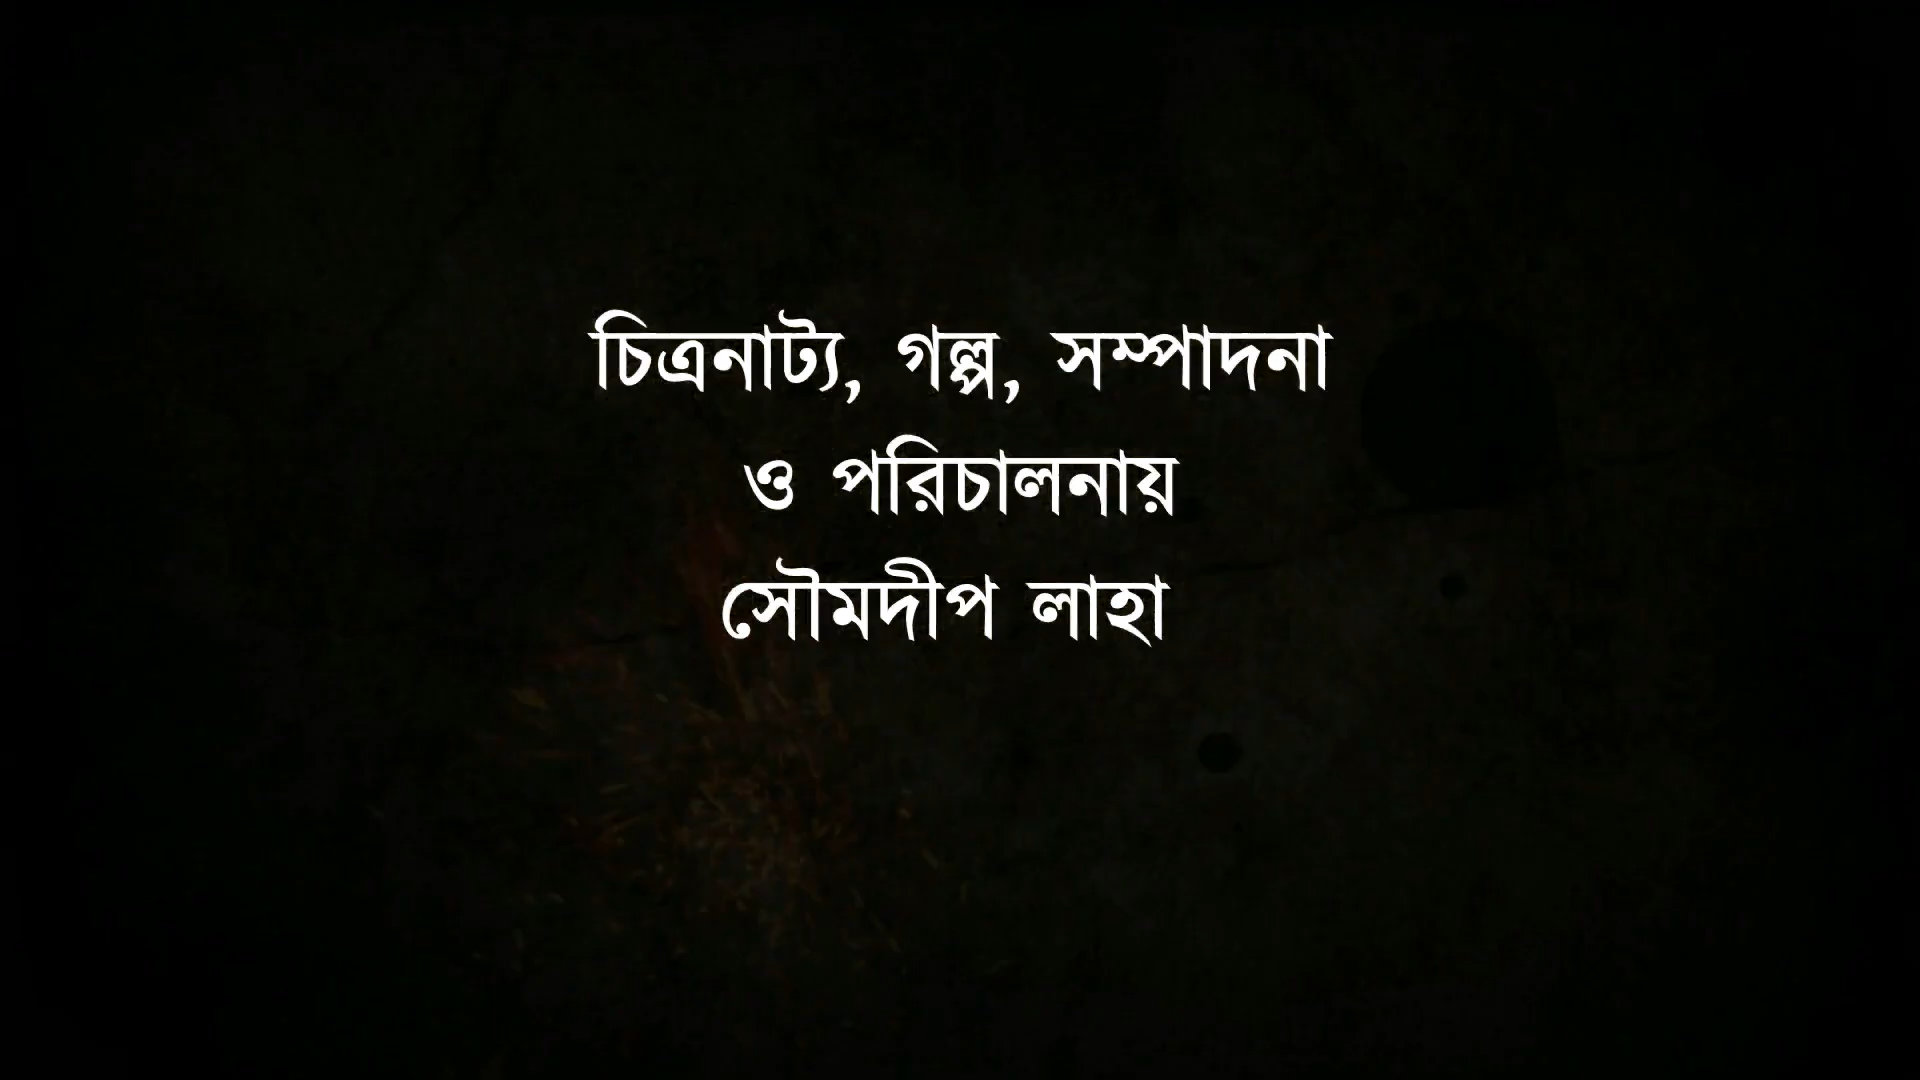 চিত্রনাট্য, গল্প, সম্পাদনা
ও পরিচালনায়
সৌমদীপ লাহা